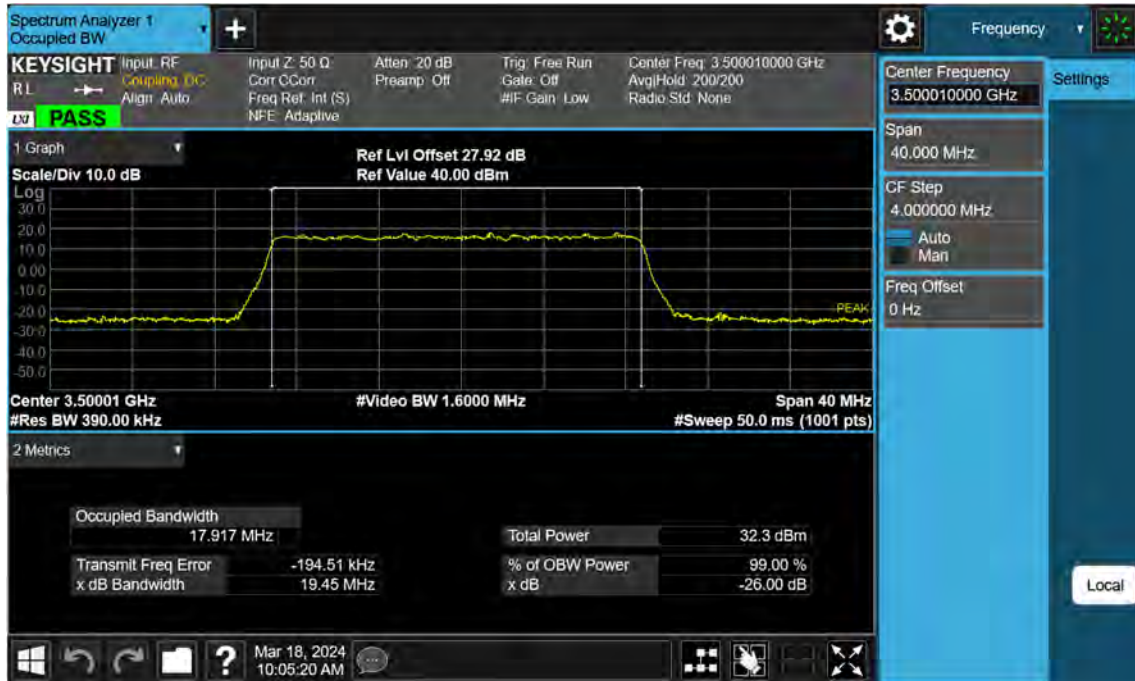 Spectrum Analyzer 1
Occupied BW
+
Frequency
KEYSIGHT
RL
LXI
PASS
Input: RF
Coupling: DC
Align: Auto
Input Z: 50 Ω
Corr CCorr
Freq Ref: Int (S)
NFE: Adaptive
Atten: 20 dB
Preamp: Off
Trig: Free Run
Gate: Off
#IF Gain: Low
Center Freq: 3.500010000 GHz
Avg|Hold: 200/200
Radio Std: None
Center Frequency
3.500010000 GHz
Settings
Span
40.000 MHz
CF Step
4.000000 MHz
Auto
Man
Freq Offset
0 Hz
1 Graph
Scale/Div 10.0 dB
Ref Lvl Offset 27.92 dB
Ref Value 40.00 dBm
Log
30.0
20.0
10.0
0.00
-10.0
-20.0
-30.0
-40.0
-50.0
PEAK
Center 3.50001 GHz
#Video BW 1.6000 MHz
Span 40 MHz
#Res BW 390.00 kHz
#Sweep 50.0 ms (1001 pts)
2 Metrics
Occupied Bandwidth
17.917 MHz
Total Power 32.3 dBm
Transmit Freq Error -194.51 kHz
% of OBW Power 99.00 %
x dB Bandwidth 19.45 MHz
x dB -26.00 dB
Local
?
Mar 18, 2024
10:05:20 AM